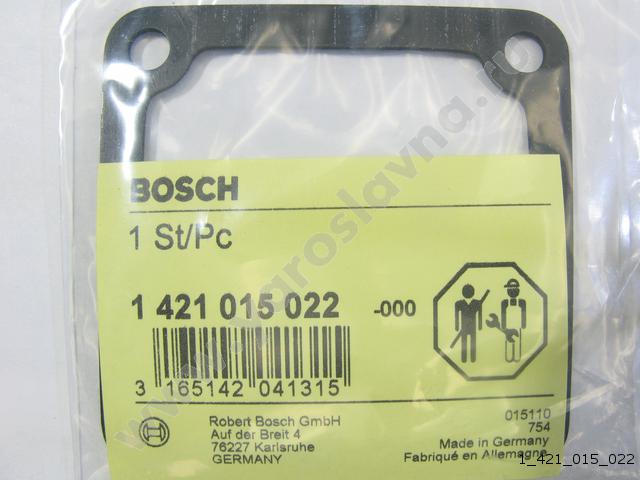 BOSCH
1 St/Pc
1 421 015 022 -000
3 165142 041315
Robert Bosch GmbH
Auf der Breit 4
76227 Karlsruhe
GERMANY
015110
754
Made in Germany
Fabriqué en Allemagne
www.yaroslavna.ru
1_421_015_022